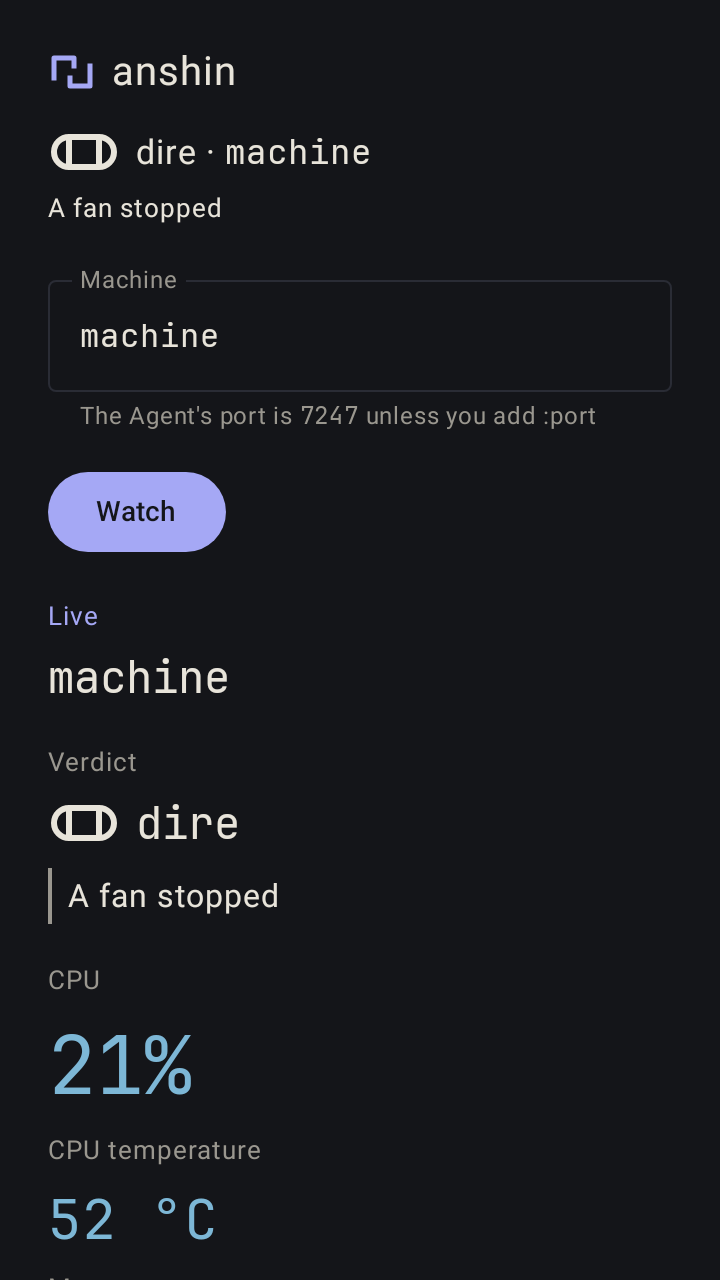 anshin
dire · machine
A fan stopped
Machine
machine
The Agent's port is 7247 unless you add :port
Watch
Live
machine
Verdict
dire
A fan stopped
CPU
21%
CPU temperature
52 °C